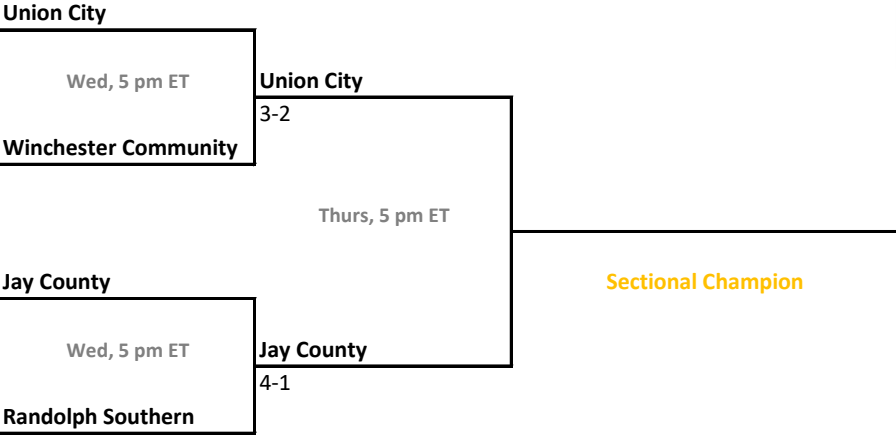 Union City
Wed, 5 pm ET
Union City
3-2
Winchester Community
Thurs, 5 pm ET
Jay County
Sectional Champion
Wed, 5 pm ET
Jay County
4-1
Randolph Southern